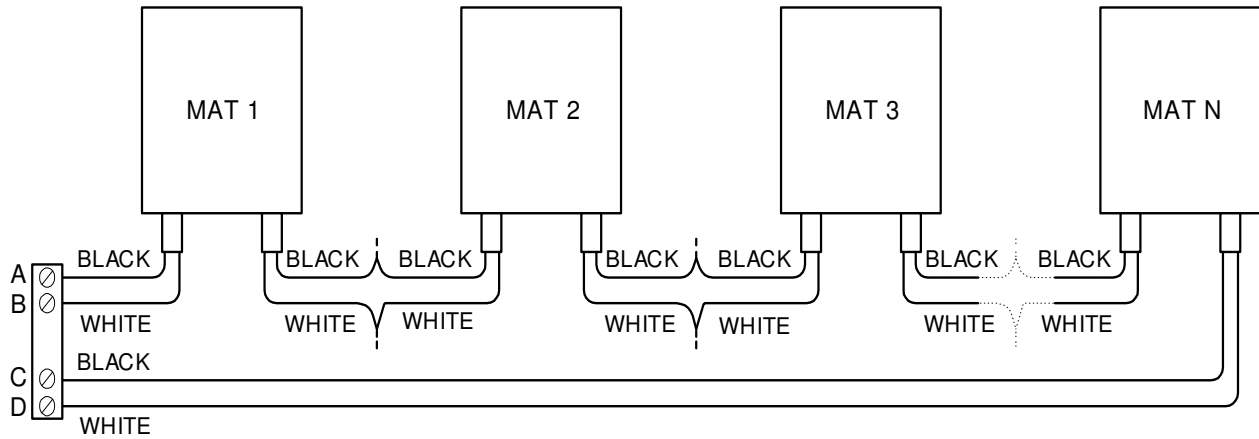 MAT 1 MAT 2 MAT 3 MAT N
A BLACK BLACK BLACK BLACK BLACK BLACK BLACK
B
WHITE WHITE WHITE WHITE WHITE WHITE WHITE
C BLACK
D
WHITE